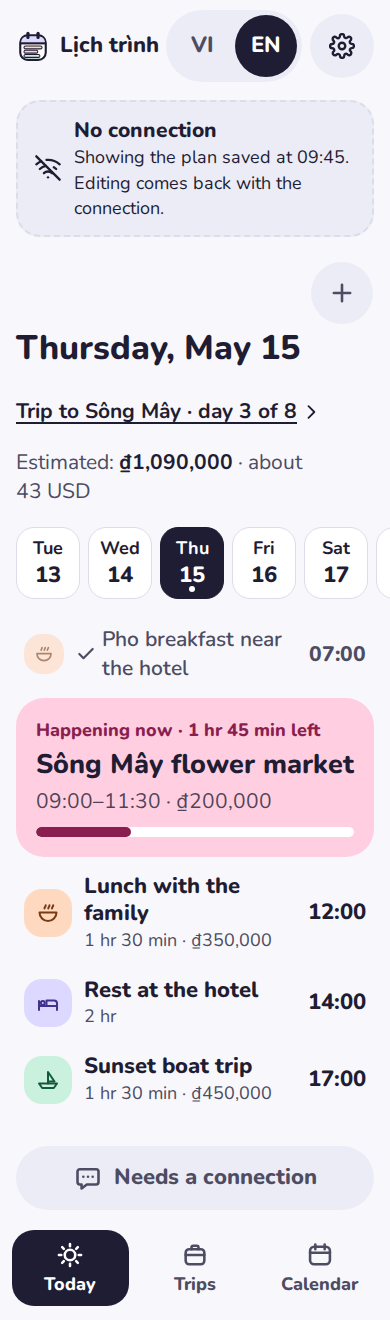 Lịch trình
VI
EN
No connection
Showing the plan saved at 09:45.
Editing comes back with the
connection.
Thursday, May 15
Trip to Sông Mây · day 3 of 8
Estimated: ₫1,090,000 · about
43 USD
Tue
13
Wed
14
Thu
15
Fri
16
Sat
17
Pho breakfast near
the hotel
07:00
Happening now · 1 hr 45 min left
Sông Mây flower market
09:00–11:30 · ₫200,000
Lunch with the
family
1 hr 30 min · ₫350,000
12:00
Rest at the hotel
2 hr
14:00
Sunset boat trip
1 hr 30 min · ₫450,000
17:00
Needs a connection
Today
Trips
Calendar